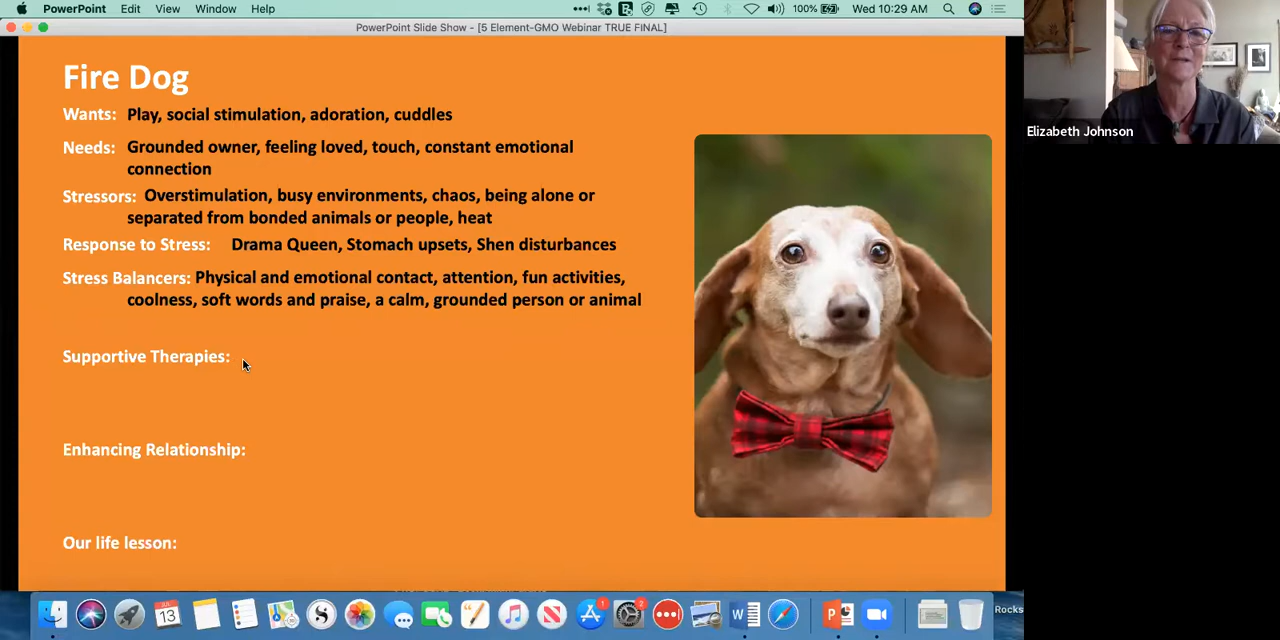 PowerPoint File Edit View Window Help
100% Wed 10:29 AM
PowerPoint Slide Show - [5 Element-GMO Webinar TRUE FINAL]
Fire Dog
Wants: Play, social stimulation, adoration, cuddles
Needs: Grounded owner, feeling loved, touch, constant emotional
connection
Stressors: Overstimulation, busy environments, chaos, being alone or
separated from bonded animals or people, heat
Response to Stress: Drama Queen, Stomach upsets, Shen disturbances
Stress Balancers: Physical and emotional contact, attention, fun activities,
coolness, soft words and praise, a calm, grounded person or animal
Supportive Therapies:
Enhancing Relationship:
Our life lesson:
Elizabeth Johnson
13
1
2
Rocks